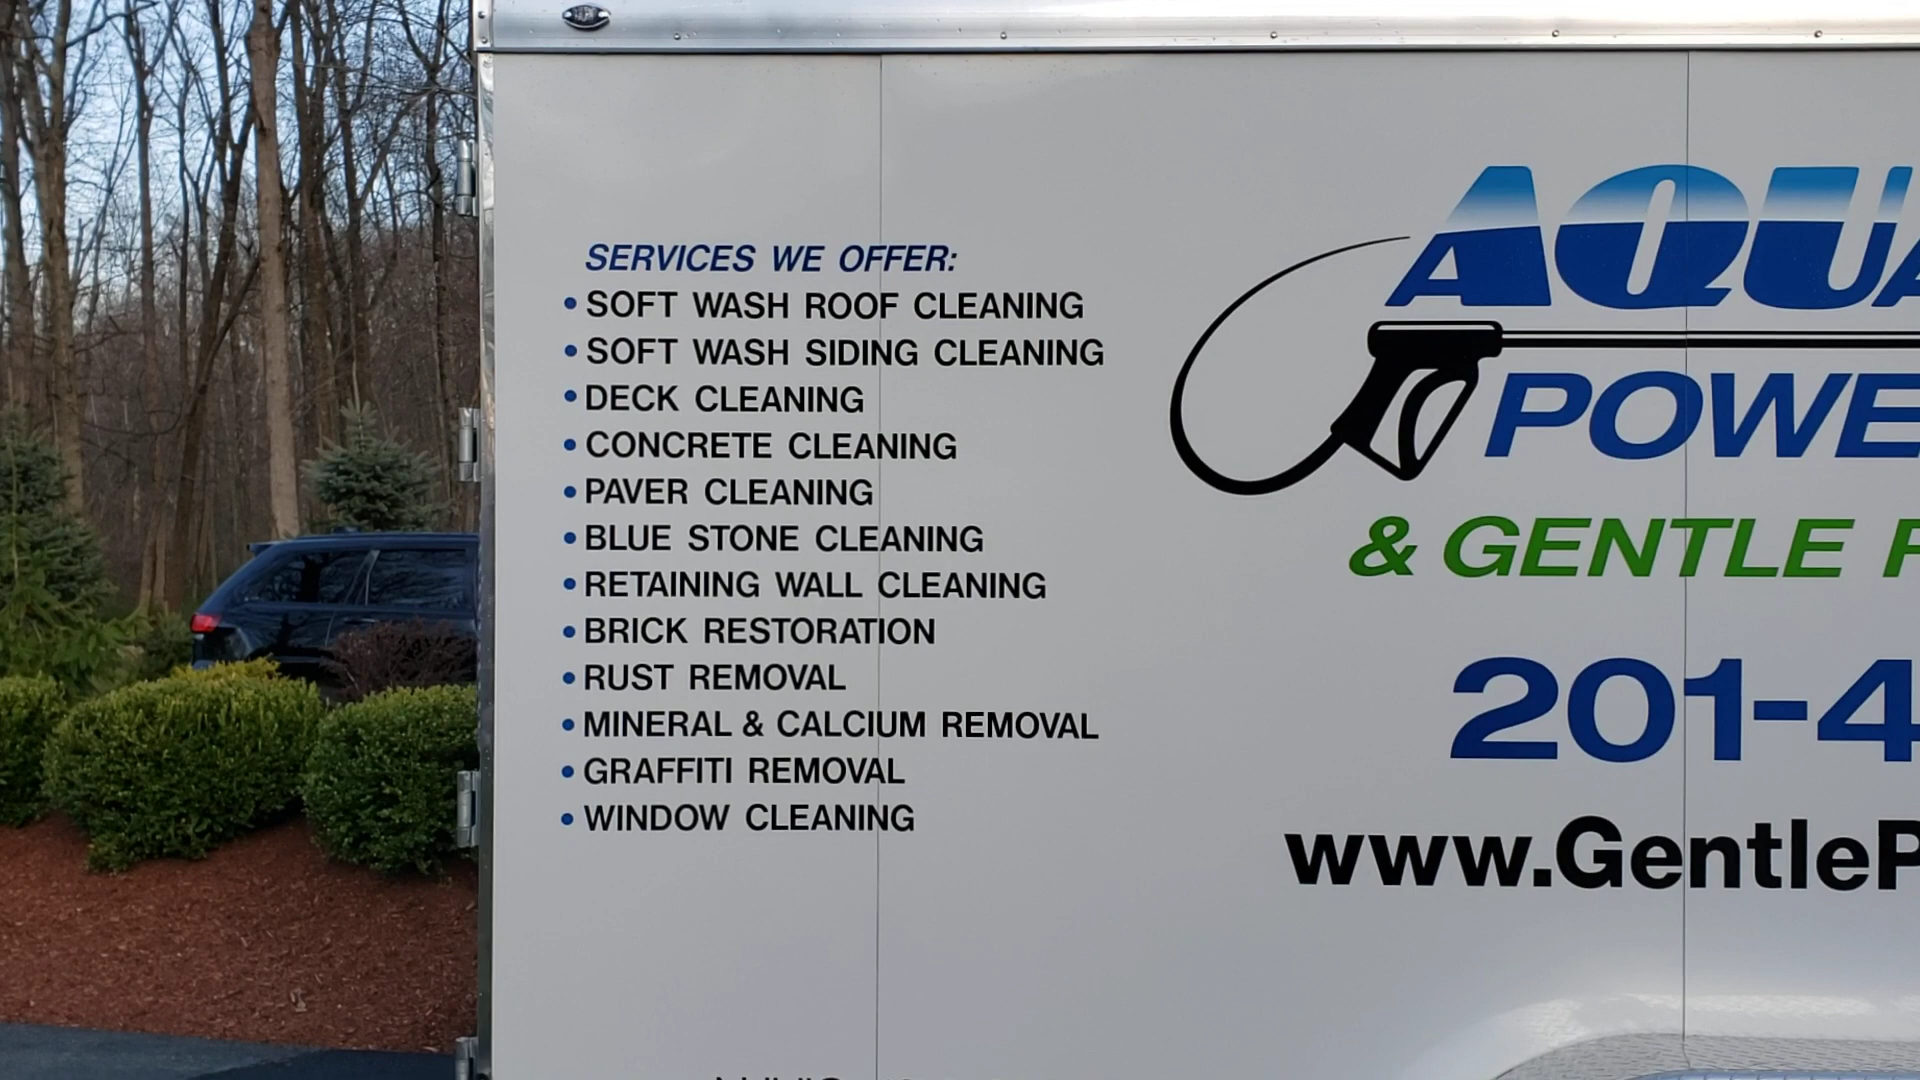 SERVICES WE OFFER:
• SOFT WASH ROOF CLEANING
• SOFT WASH SIDING CLEANING
• DECK CLEANING
• CONCRETE CLEANING
• PAVER CLEANING
• BLUE STONE CLEANING
• RETAINING WALL CLEANING
• BRICK RESTORATION
• RUST REMOVAL
• MINERAL & CALCIUM REMOVAL
• GRAFFITI REMOVAL
• WINDOW CLEANING
AQUA
POWE
& GENTLE
201-4
www.GentleP